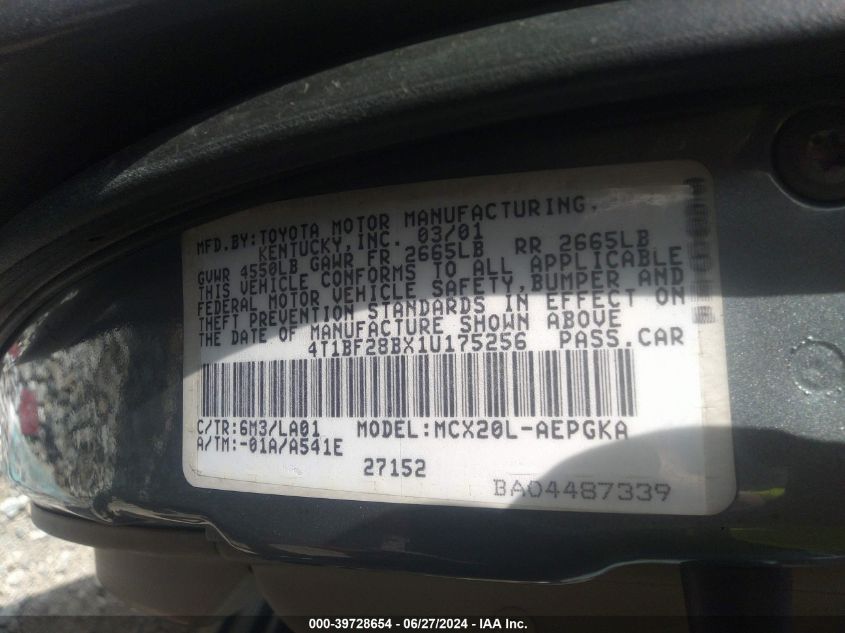 MFD.BY:TOYOTA MOTOR MANUFACTURING,
KENTUCKY,INC. 03/01
GVWR 4550LB GAWR FR 2665LB RR 2665LB
THIS VEHICLE CONFORMS TO ALL APPLICABLE
FEDERAL MOTOR VEHICLE SAFETY,BUMPER AND
THEFT PREVENTION STANDARDS IN EFFECT ON
THE DATE OF MANUFACTURE SHOWN ABOVE
4T1BF28BX1U175256 PASS.CAR
C/TR:6M3/LA01 MODEL:MCX20L-AEPGKA
A/TM:-01A/A541E
27152
BA04487339
000-39728654 - 06/27/2024 - IAA Inc.